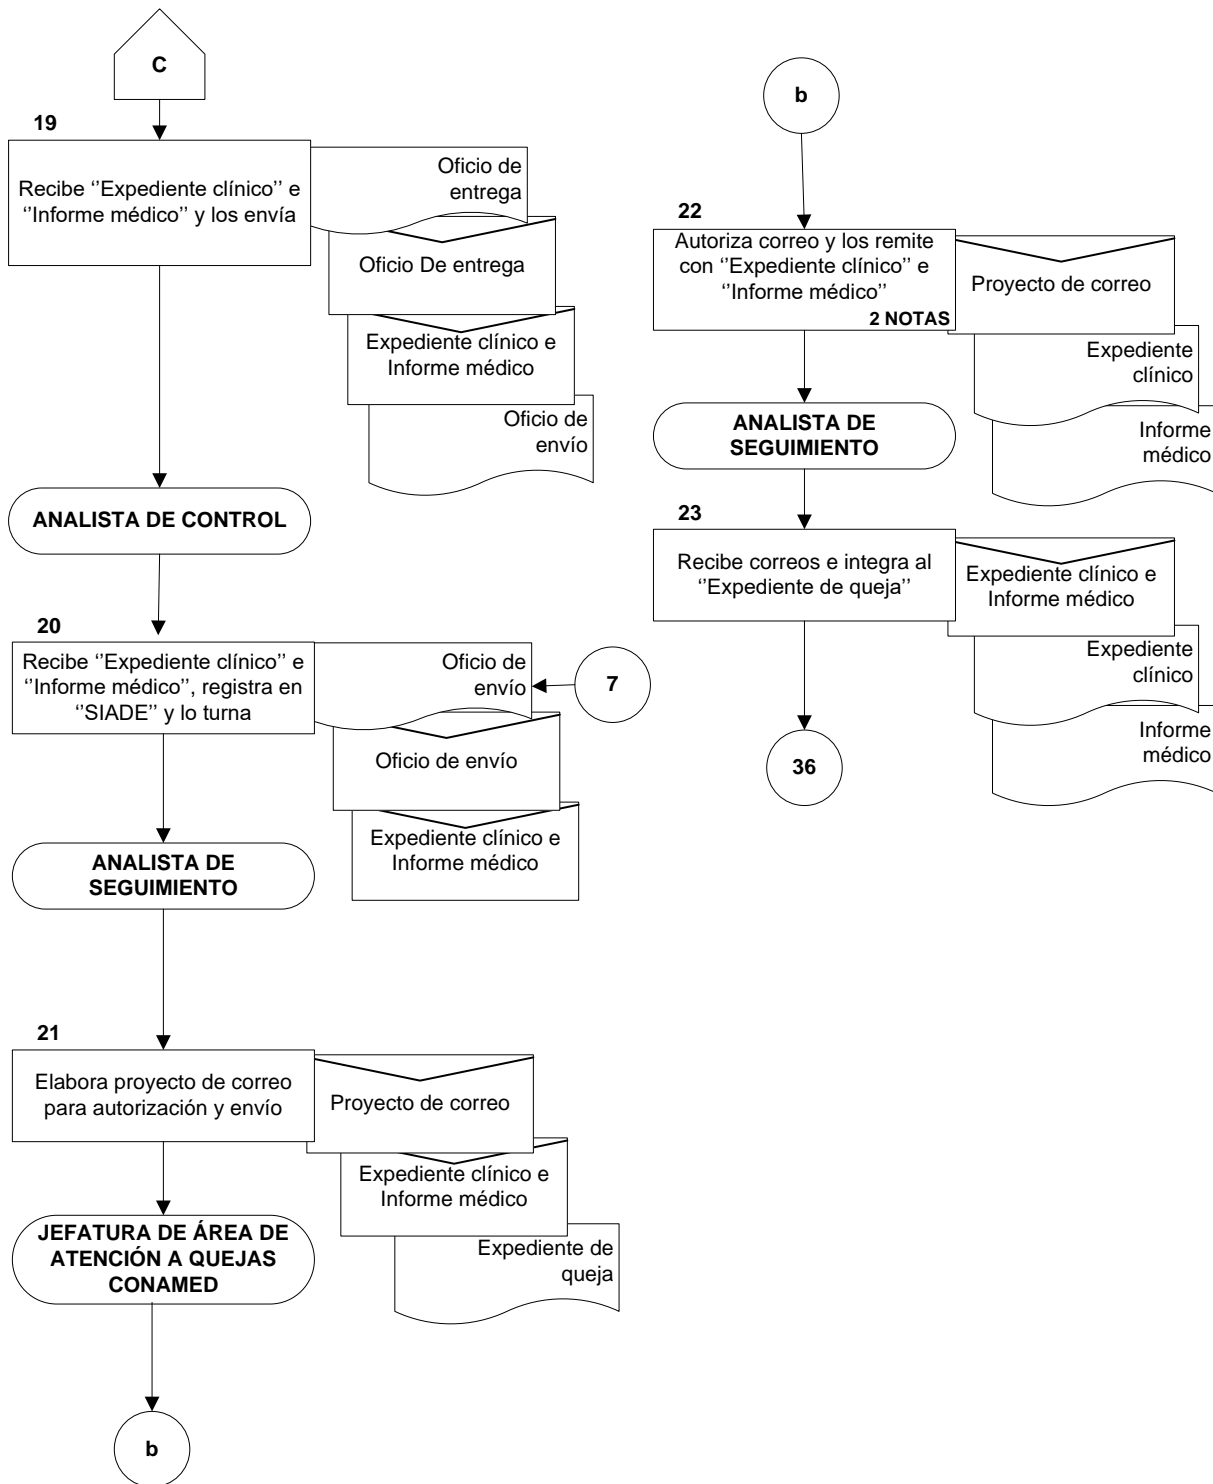 C
19
Recibe ‘’Expediente clínico’’ e
‘’Informe médico’’ y los envía
Oficio de
entrega
Oficio De entrega
Expediente clínico e
Informe médico
Oficio de
envío
ANALISTA DE CONTROL
20
Recibe ‘’Expediente clínico’’ e
‘’Informe médico’’, registra en
‘’SIADE’’ y lo turna
Oficio de
envío
7
Oficio de envío
Expediente clínico e
Informe médico
ANALISTA DE
SEGUIMIENTO
21
Elabora proyecto de correo
para autorización y envío
Proyecto de correo
Expediente clínico e
Informe médico
Expediente de
queja
JEFATURA DE ÁREA DE
ATENCIÓN A QUEJAS
CONAMED
b
b
22
Autoriza correo y los remite
con ‘’Expediente clínico’’ e
‘’Informe médico’’
2 NOTAS
Proyecto de correo
Expediente
clínico
Informe
médico
ANALISTA DE
SEGUIMIENTO
23
Recibe correos e integra al
‘’Expediente de queja’’
Expediente clínico e
Informe médico
Expediente
clínico
Informe
médico
36